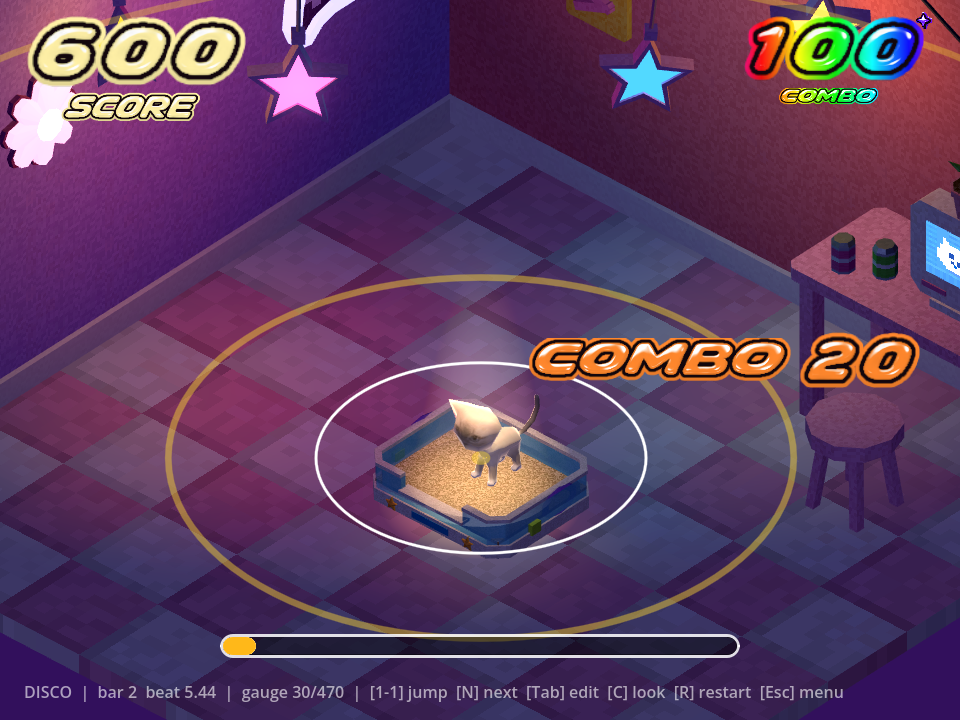 600
SCORE
100
COMBO
COMBO 20
DISCO | bar 2 beat 5.44 | gauge 30/470 | [1-1] jump [N] next [Tab] edit [C] look [R] restart [Esc] menu